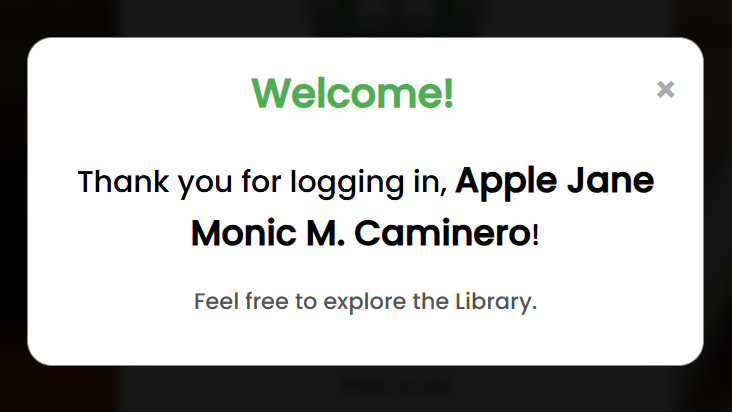 Welcome!
×
Thank you for logging in, Apple Jane
Monic M. Caminero!
Feel free to explore the Library.